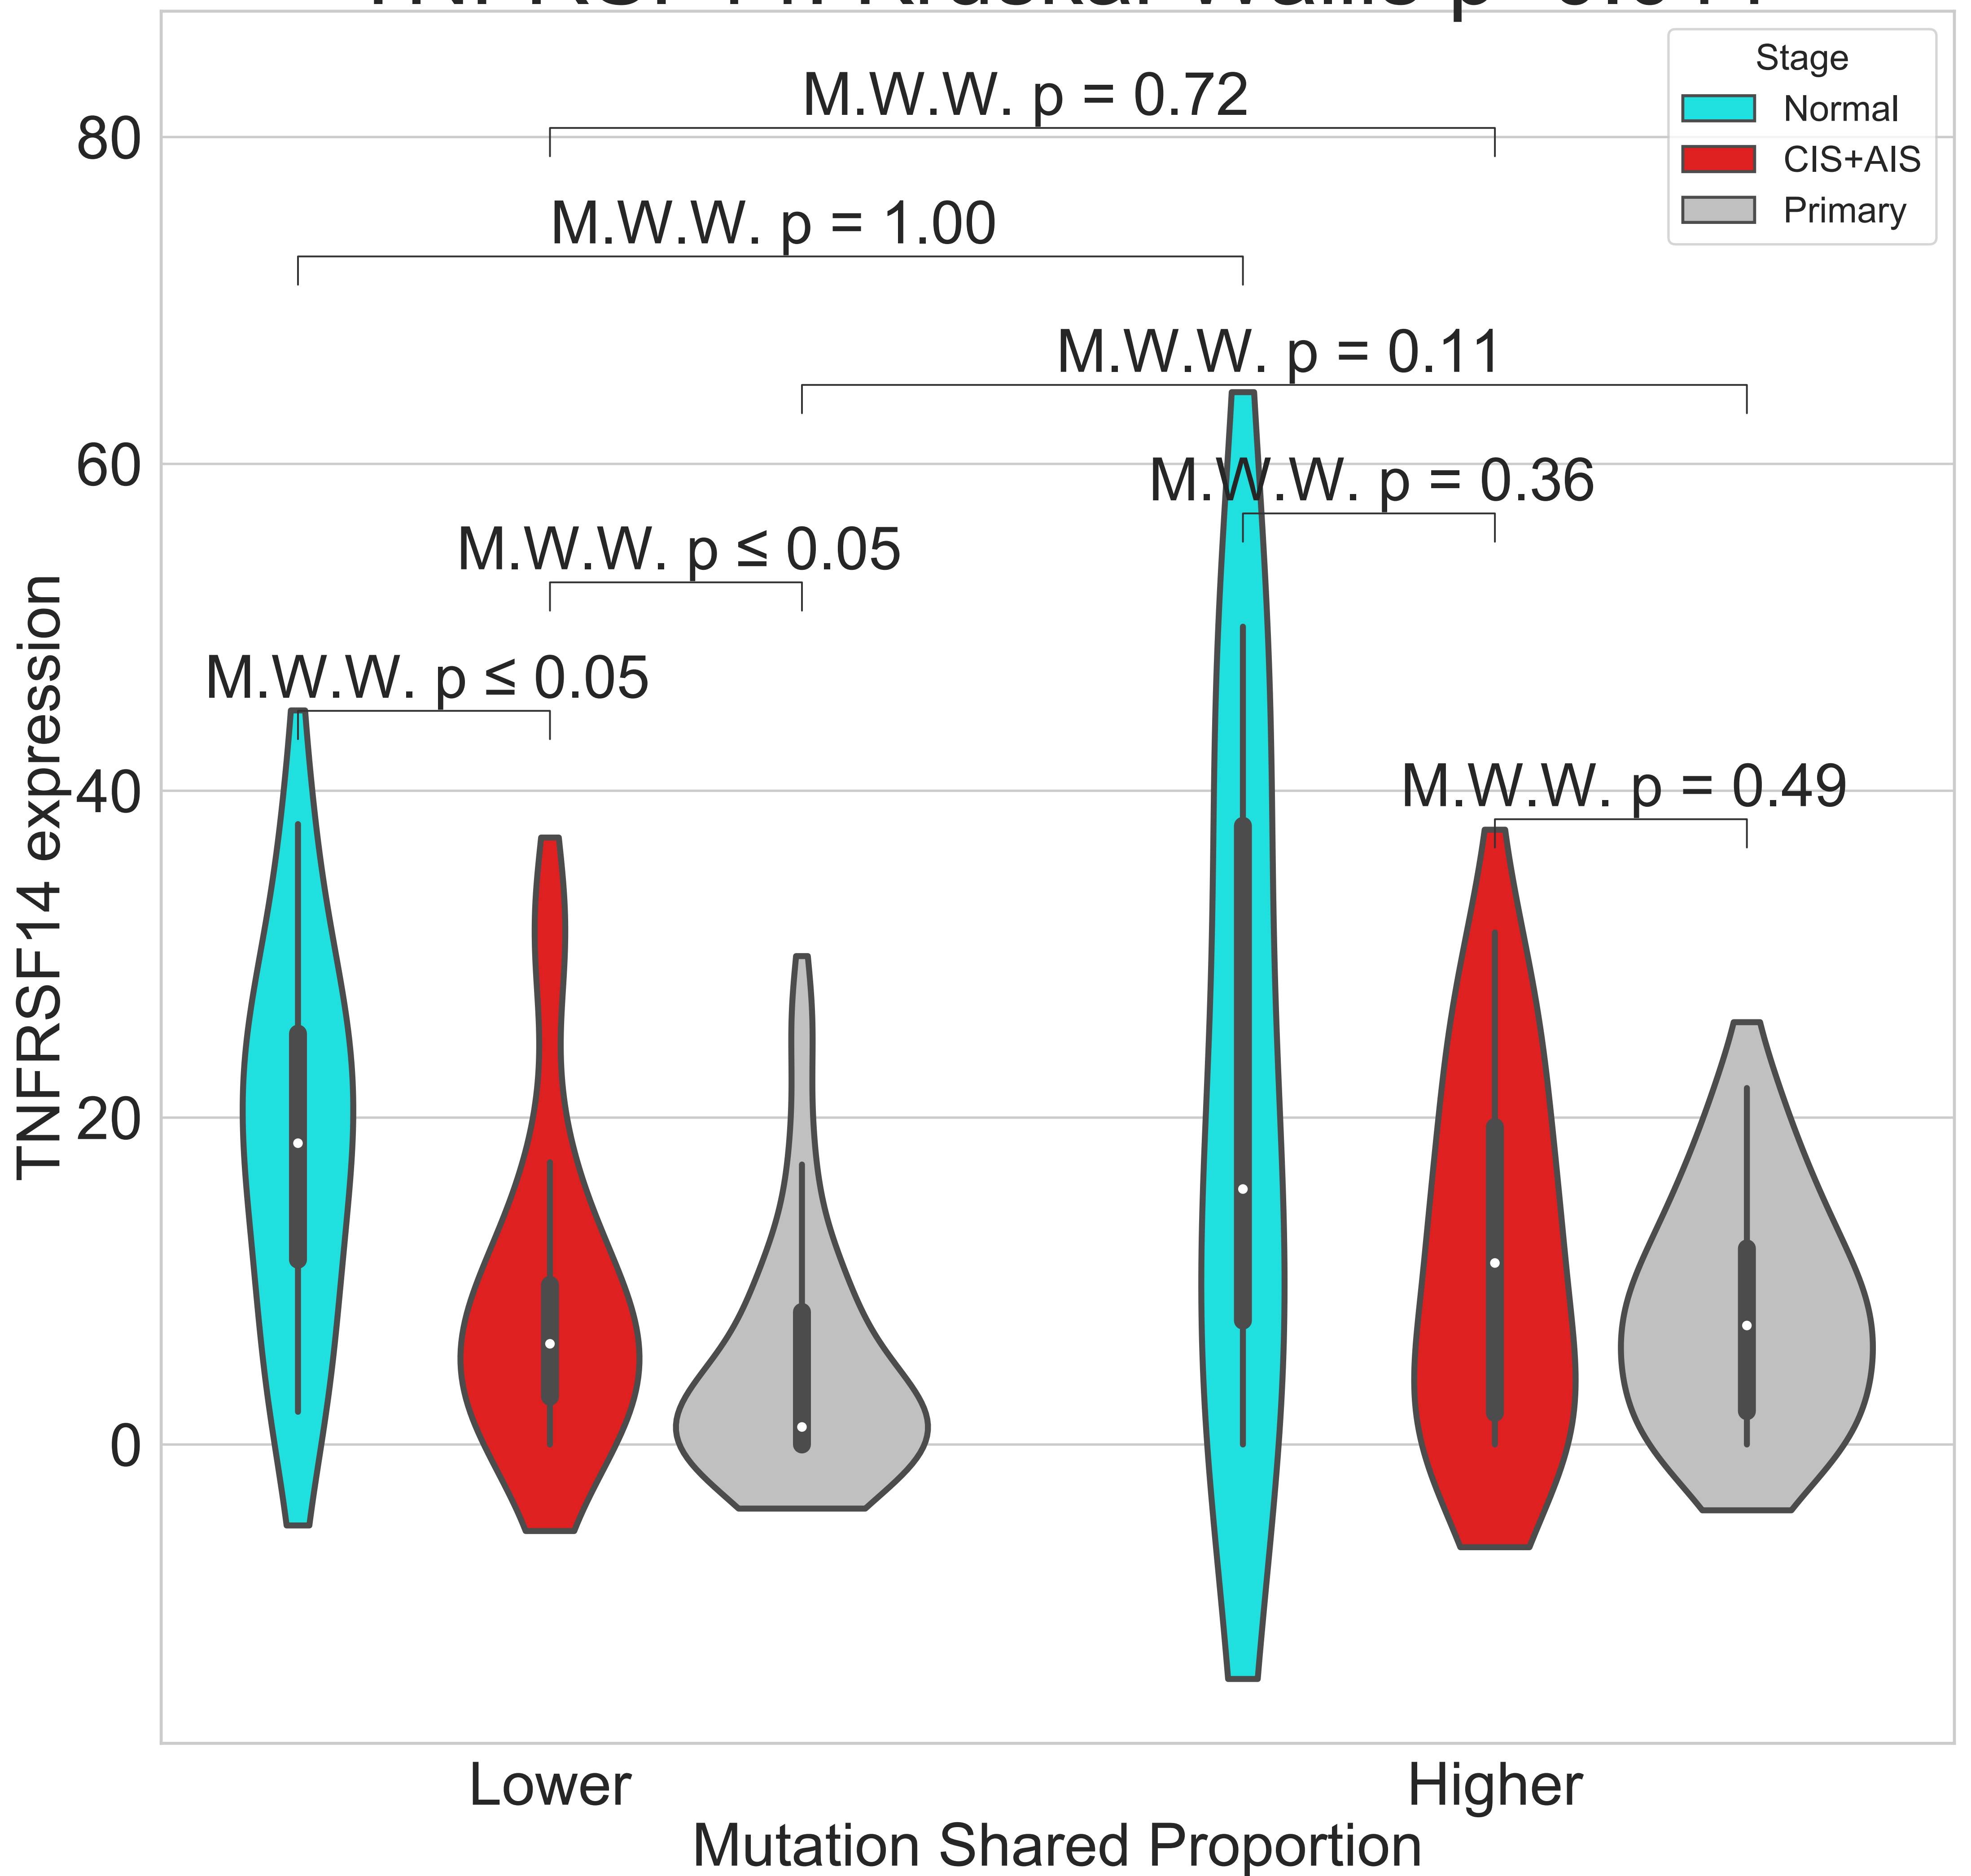 Stage
Normal
CIS+AIS
Primary
M.W.W. p = 0.72
M.W.W. p = 1.00
M.W.W. p = 0.11
M.W.W. p = 0.36
M.W.W. p ≤ 0.05
M.W.W. p ≤ 0.05
M.W.W. p = 0.49
80
60
40
20
0
TNFRSF14 expression
Lower
Higher
Mutation Shared Proportion